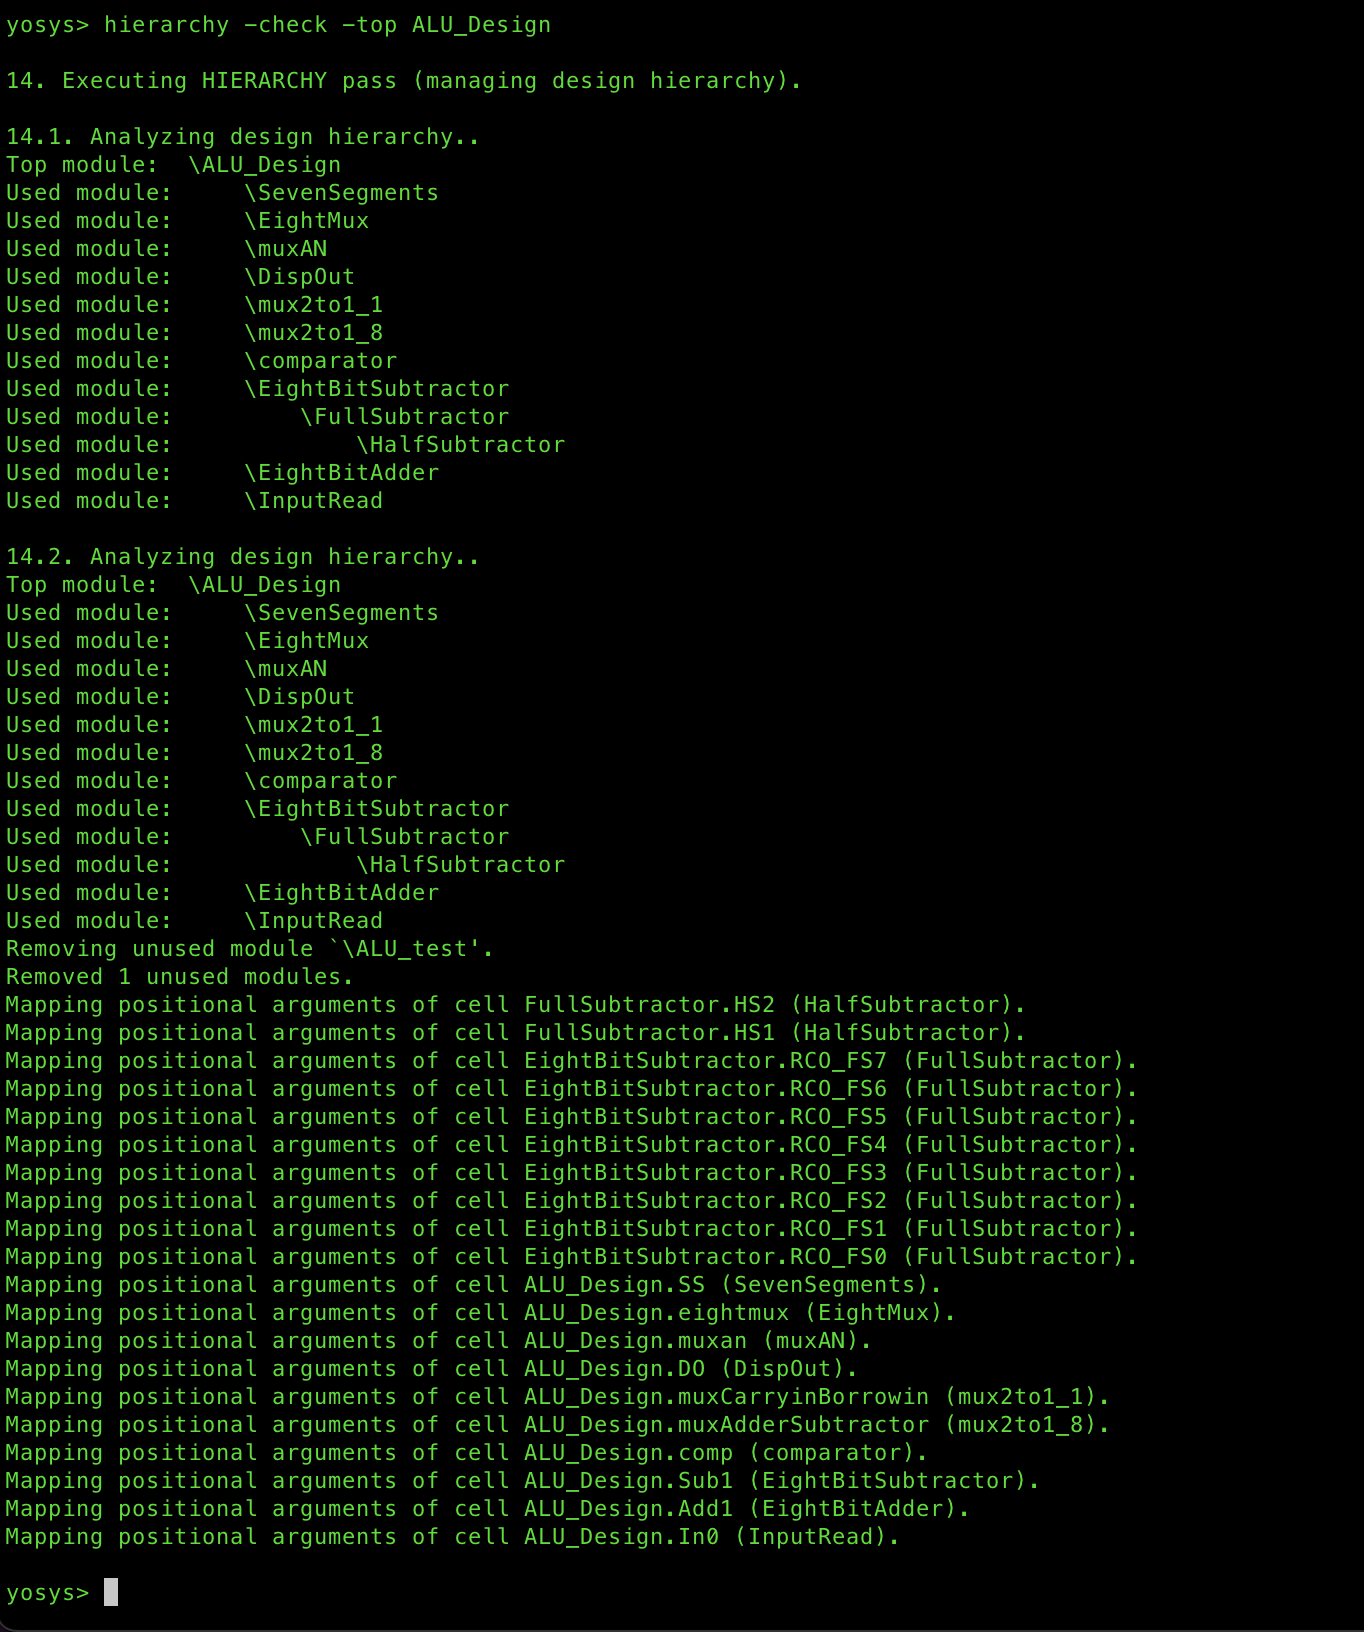 yosys> hierarchy -check -top ALU_Design
14. Executing HIERARCHY pass (managing design hierarchy).
14.1. Analyzing design hierarchy..
Top module:  \ALU_Design
Used module:     \SevenSegments
Used module:     \EightMux
Used module:     \muxAN
Used module:     \DispOut
Used module:     \mux2to1_1
Used module:     \mux2to1_8
Used module:     \comparator
Used module:     \EightBitSubtractor
Used module:         \FullSubtractor
Used module:             \HalfSubtractor
Used module:     \EightBitAdder
Used module:     \InputRead
14.2. Analyzing design hierarchy..
Top module:  \ALU_Design
Used module:     \SevenSegments
Used module:     \EightMux
Used module:     \muxAN
Used module:     \DispOut
Used module:     \mux2to1_1
Used module:     \mux2to1_8
Used module:     \comparator
Used module:     \EightBitSubtractor
Used module:         \FullSubtractor
Used module:             \HalfSubtractor
Used module:     \EightBitAdder
Used module:     \InputRead
Removing unused module `\ALU_test'.
Removed 1 unused modules.
Mapping positional arguments of cell FullSubtractor.HS2 (HalfSubtractor).
Mapping positional arguments of cell FullSubtractor.HS1 (HalfSubtractor).
Mapping positional arguments of cell EightBitSubtractor.RCO_FS7 (FullSubtractor).
Mapping positional arguments of cell EightBitSubtractor.RCO_FS6 (FullSubtractor).
Mapping positional arguments of cell EightBitSubtractor.RCO_FS5 (FullSubtractor).
Mapping positional arguments of cell EightBitSubtractor.RCO_FS4 (FullSubtractor).
Mapping positional arguments of cell EightBitSubtractor.RCO_FS3 (FullSubtractor).
Mapping positional arguments of cell EightBitSubtractor.RCO_FS2 (FullSubtractor).
Mapping positional arguments of cell EightBitSubtractor.RCO_FS1 (FullSubtractor).
Mapping positional arguments of cell EightBitSubtractor.RCO_FS0 (FullSubtractor).
Mapping positional arguments of cell ALU_Design.SS (SevenSegments).
Mapping positional arguments of cell ALU_Design.eightmux (EightMux).
Mapping positional arguments of cell ALU_Design.muxan (muxAN).
Mapping positional arguments of cell ALU_Design.DO (DispOut).
Mapping positional arguments of cell ALU_Design.muxCarryinBorrowin (mux2to1_1).
Mapping positional arguments of cell ALU_Design.muxAdderSubtractor (mux2to1_8).
Mapping positional arguments of cell ALU_Design.comp (comparator).
Mapping positional arguments of cell ALU_Design.Sub1 (EightBitSubtractor).
Mapping positional arguments of cell ALU_Design.Add1 (EightBitAdder).
Mapping positional arguments of cell ALU_Design.In0 (InputRead).
yosys>